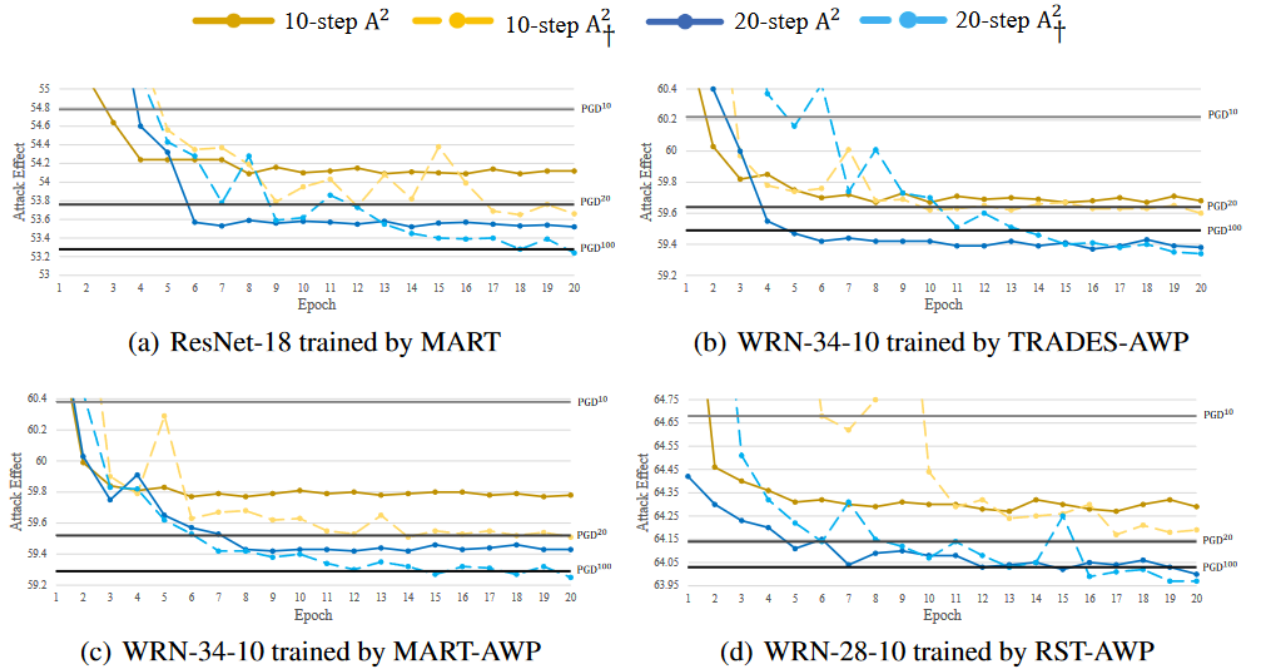 10-step A² 10-step A²† 20-step A² 20-step A²†
55
54.8
54.6
54.4
54.2
54
53.8
53.6
53.4
53.2
53
Attack Effect
PGD¹⁰
PGD²⁰
PGD¹⁰⁰
1 2 3 4 5 6 7 8 9 10 11 12 13 14 15 16 17 18 19 20
Epoch
(a) ResNet-18 trained by MART
60.4
60.2
60
59.8
59.6
59.4
59.2
Attack Effect
PGD¹⁰
PGD²⁰
PGD¹⁰⁰
1 2 3 4 5 6 7 8 9 10 11 12 13 14 15 16 17 18 19 20
Epoch
(b) WRN-34-10 trained by TRADES-AWP
60.4
60.2
60
59.8
59.6
59.4
59.2
Attack Effect
PGD¹⁰
PGD²⁰
PGD¹⁰⁰
1 2 3 4 5 6 7 8 9 10 11 12 13 14 15 16 17 18 19 20
Epoch
(c) WRN-34-10 trained by MART-AWP
64.75
64.65
64.55
64.45
64.35
64.25
64.15
64.05
63.95
Attack Effect
PGD¹⁰
PGD²⁰
PGD¹⁰⁰
1 2 3 4 5 6 7 8 9 10 11 12 13 14 15 16 17 18 19 20
Epoch
(d) WRN-28-10 trained by RST-AWP